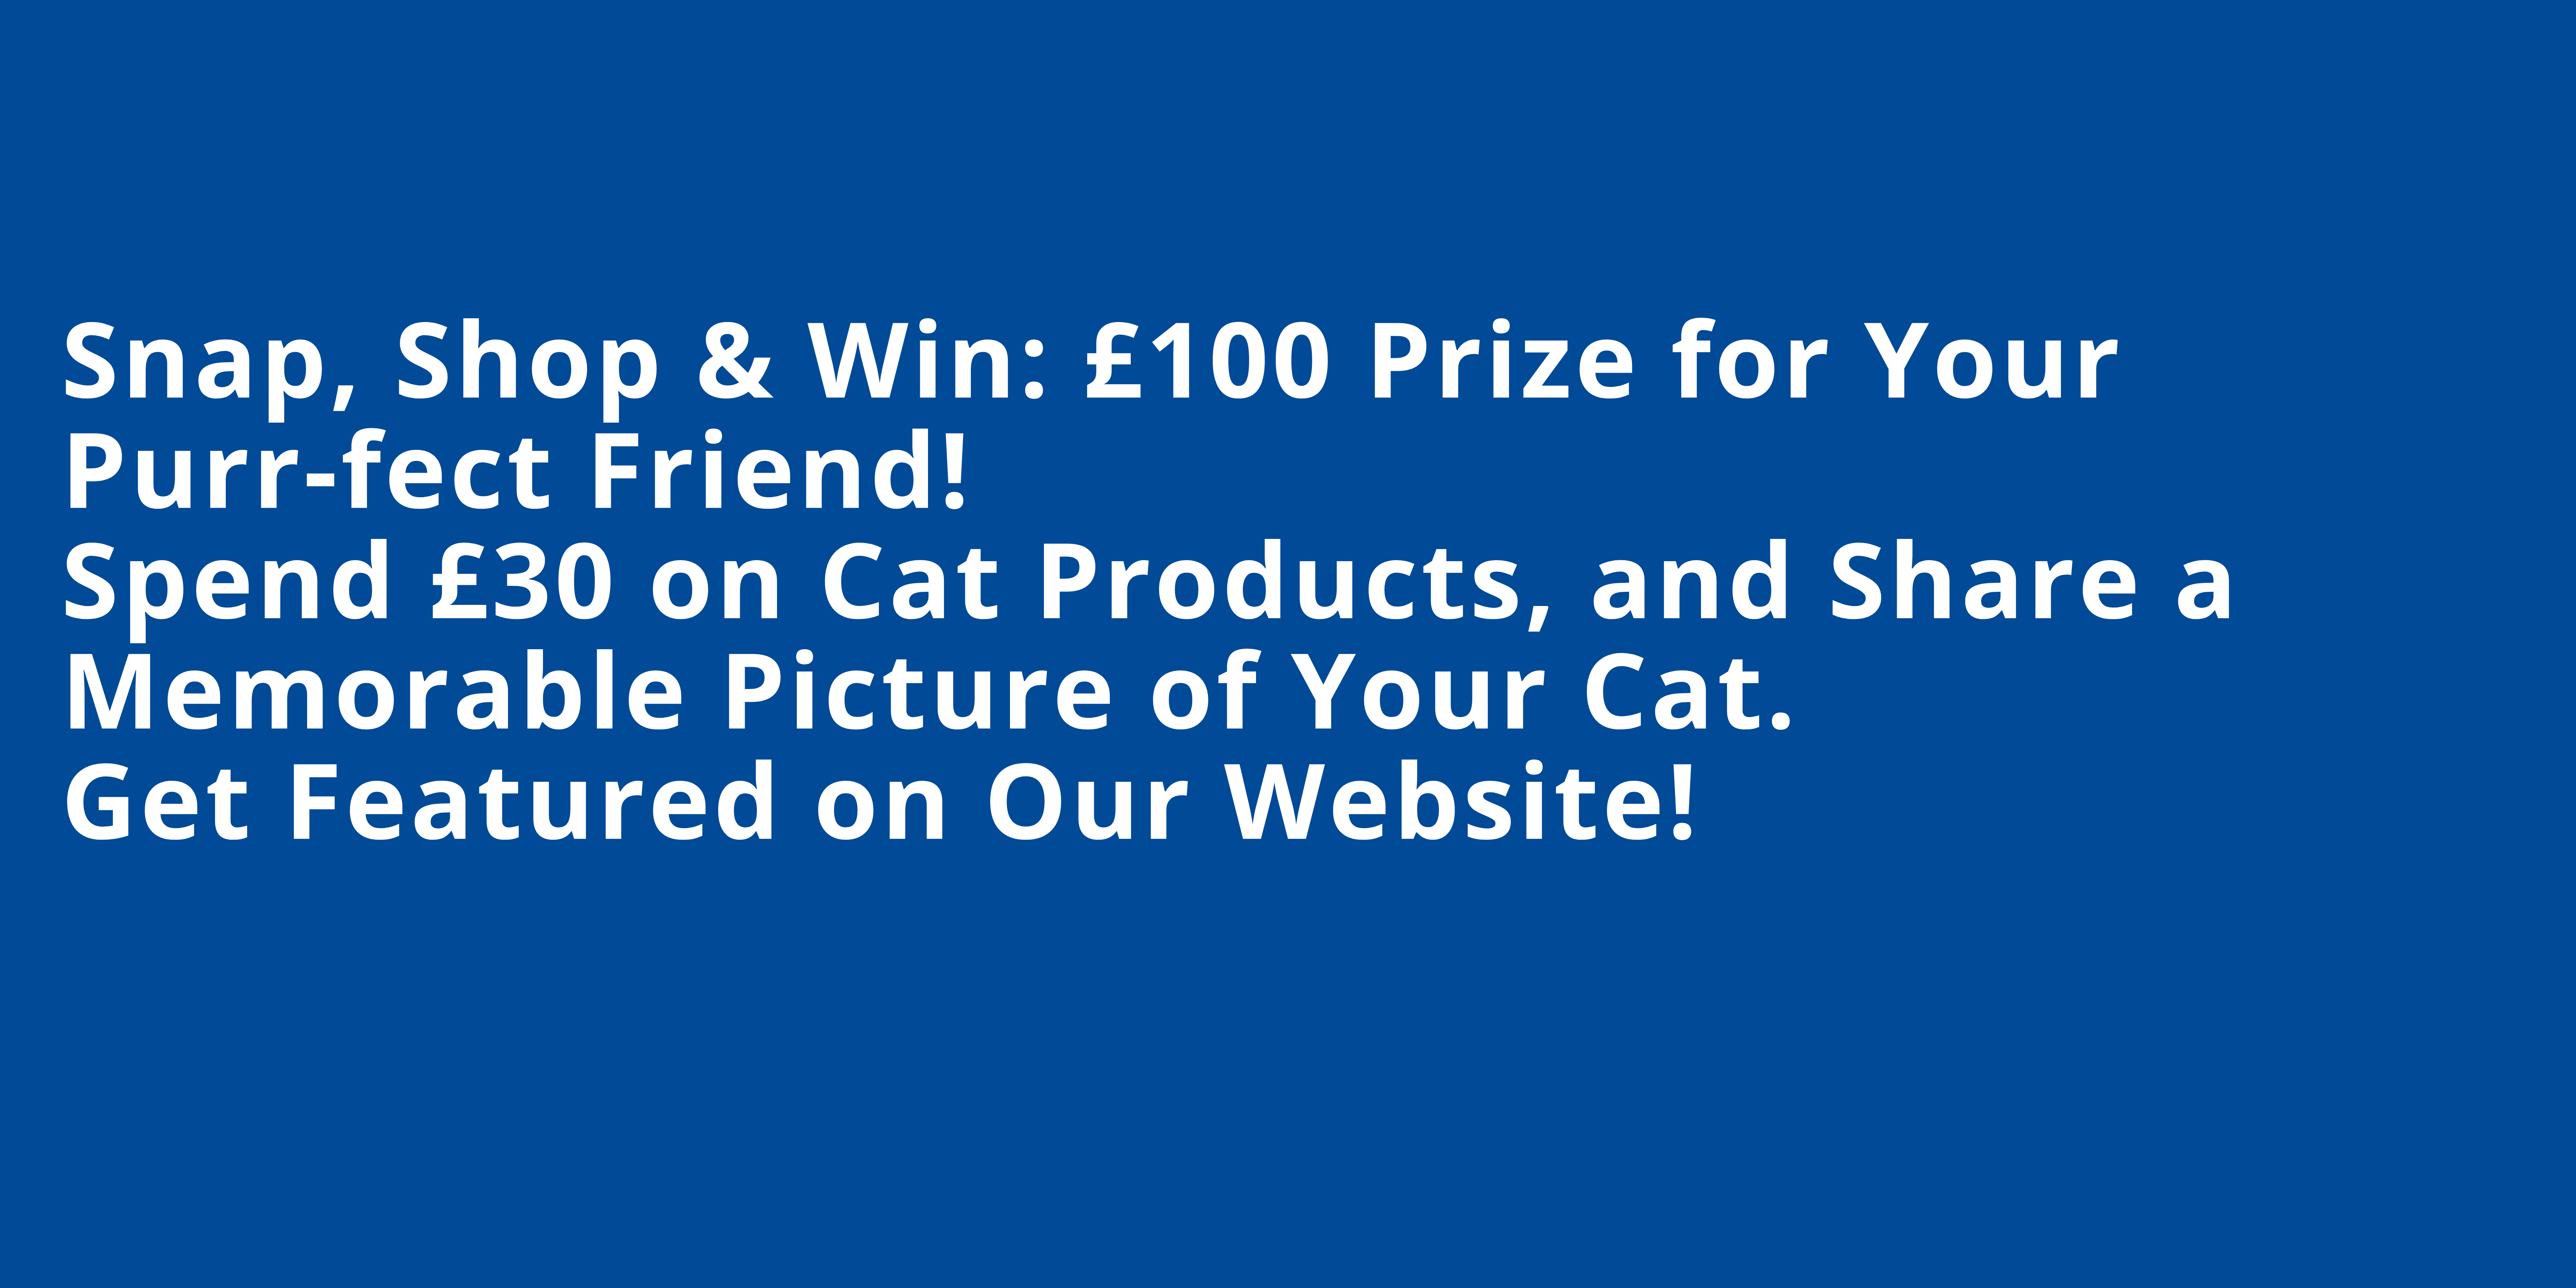 Snap, Shop & Win: £100 Prize for Your
Purr-fect Friend!
Spend £30 on Cat Products, and Share a
Memorable Picture of Your Cat.
Get Featured on Our Website!